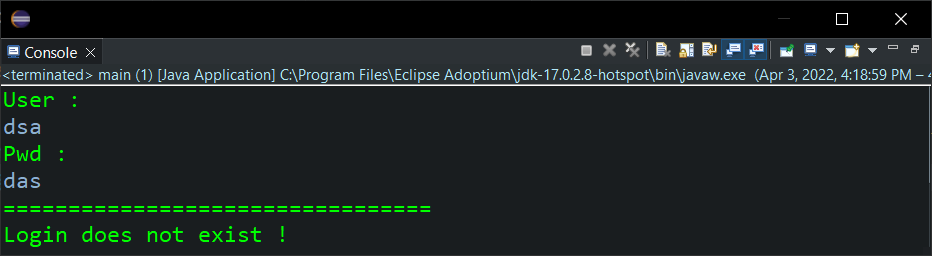 Console
<terminated> main (1) [Java Application] C:\Program Files\Eclipse Adoptium\jdk-17.0.2.8-hotspot\bin\javaw.exe (Apr 3, 2022, 4:18:59 PM – 4
User :
dsa
Pwd :
das
=================================
Login does not exist !